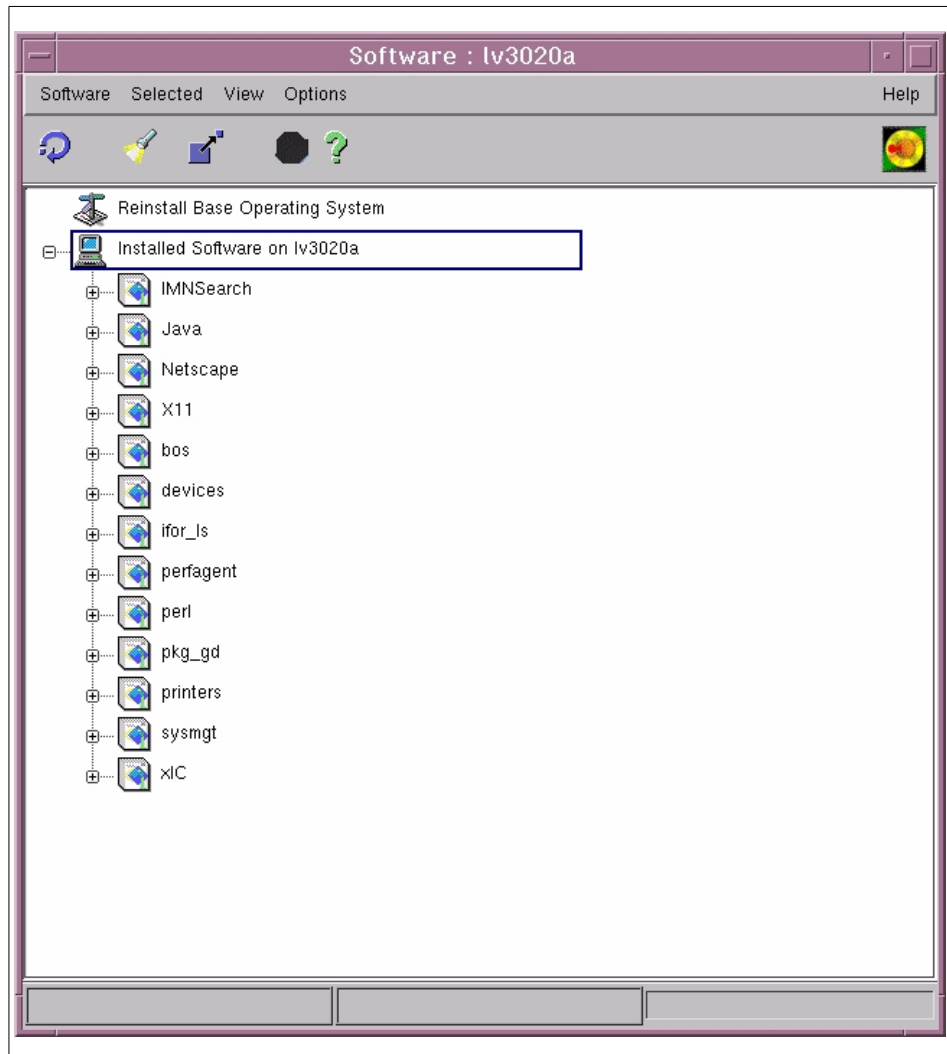 Software : lv3020a
Software Selected View Options Help
Reinstall Base Operating System
Installed Software on lv3020a
IMNSearch
Java
Netscape
X11
bos
devices
ifor_ls
perfagent
perl
pkg_gd
printers
sysmgt
xlC